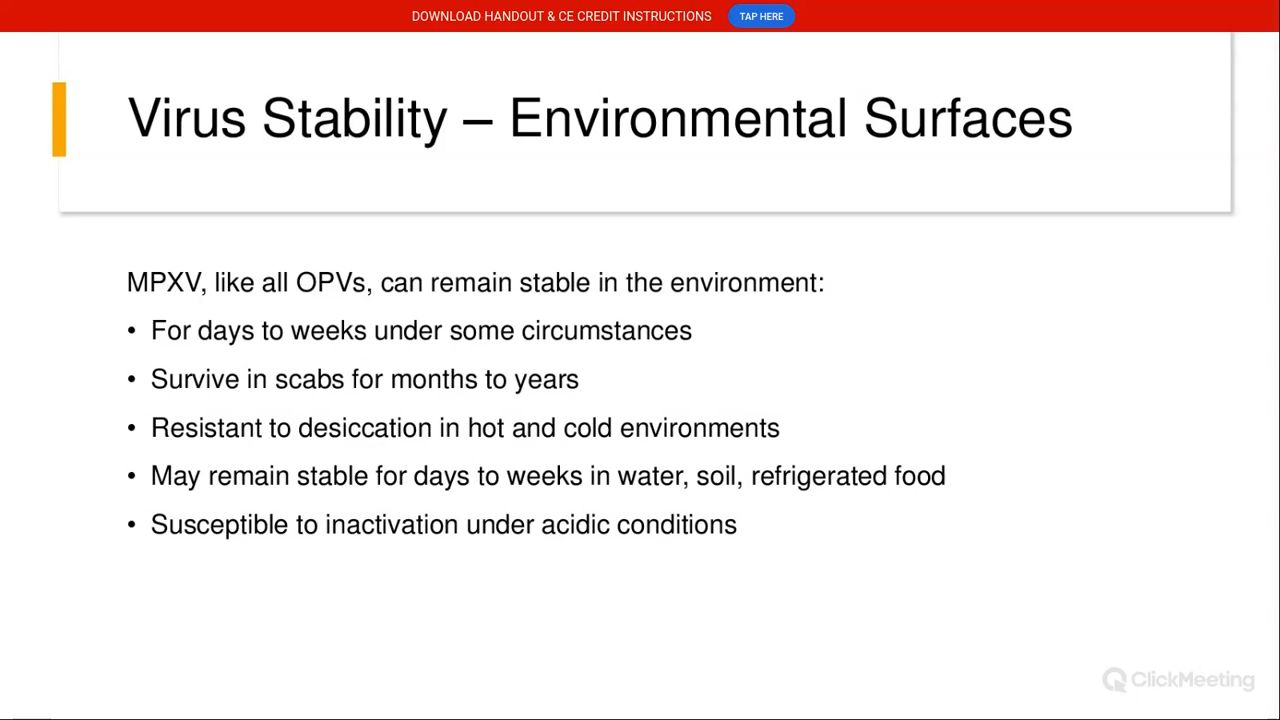 DOWNLOAD HANDOUT & CE CREDIT INSTRUCTIONS TAP HERE
Virus Stability – Environmental Surfaces
MPXV, like all OPVs, can remain stable in the environment:
• For days to weeks under some circumstances
• Survive in scabs for months to years
• Resistant to desiccation in hot and cold environments
• May remain stable for days to weeks in water, soil, refrigerated food
• Susceptible to inactivation under acidic conditions
ClickMeeting